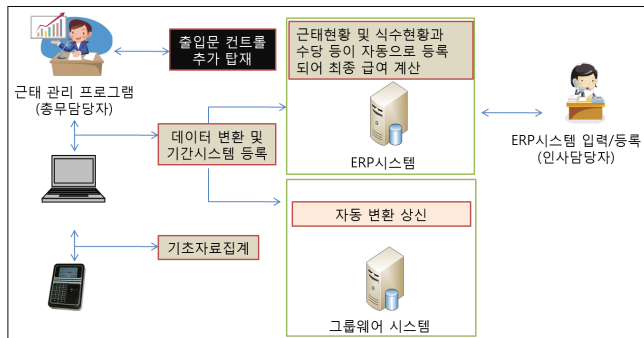 출입문 컨트롤
추가 탑재
근태현황 및 식수현황과
수당 등이 자동으로 등록
되어 최종 급여 계산
근태 관리 프로그램
(총무담당자)
데이터 변환 및
기간시스템 등록
ERP시스템
ERP시스템 입력/등록
(인사담당자)
자동 변환 상신
기초자료집계
그룹웨어 시스템